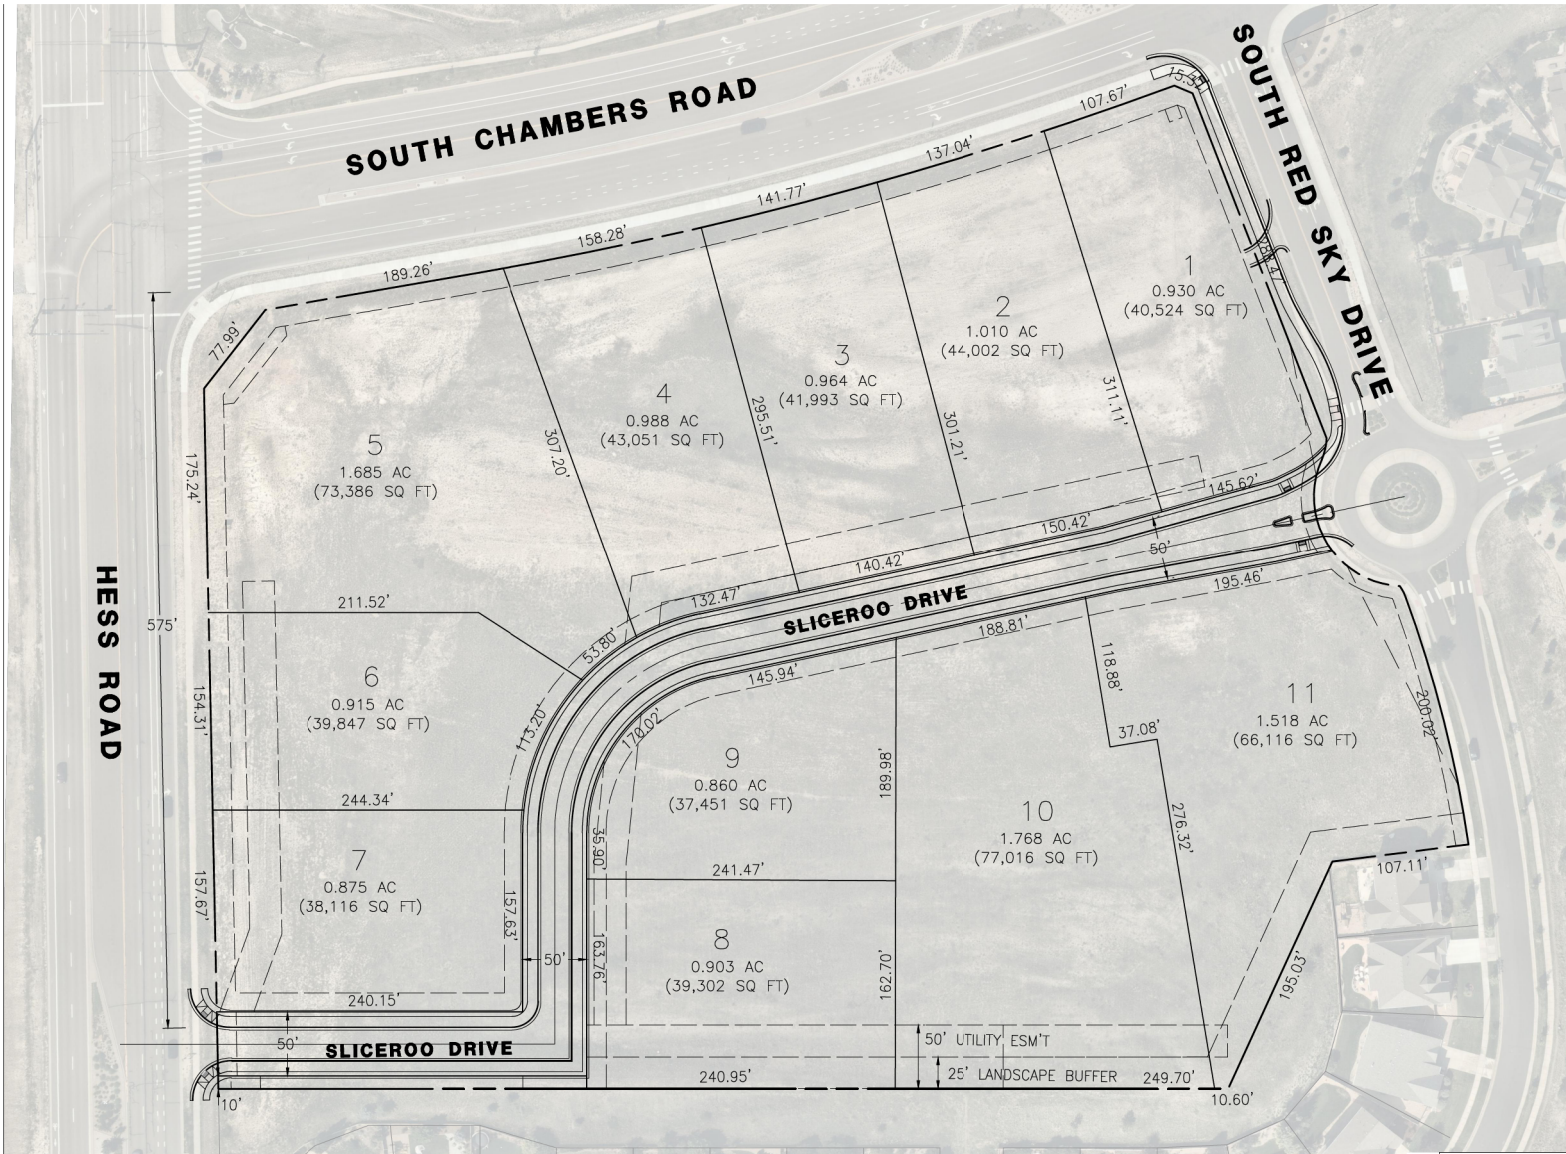 SOUTH CHAMBERS ROAD
SOUTH RED SKY DRIVE
HESS ROAD
15.32'
107.67'
137.04'
141.77'
158.28'
189.26'
77.99'
175.24'
575'
1
0.930 AC
(40,524 SQ FT)
2
1.010 AC
(44,002 SQ FT)
3
0.964 AC
(41,993 SQ FT)
4
0.988 AC
(43,051 SQ FT)
5
1.685 AC
(73,386 SQ FT)
311.11'
301.21'
295.51'
307.20'
145.62'
150.42'
140.42'
132.47'
53.80'
50'
SLICEROO DRIVE
195.46'
188.81'
145.94'
170.02'
113.20'
211.52'
6
0.915 AC
(39,847 SQ FT)
154.31'
244.34'
7
0.875 AC
(38,116 SQ FT)
157.67'
157.63'
240.15'
50'
50'
SLICEROO DRIVE
10'
9
0.860 AC
(37,451 SQ FT)
35.90'
241.47'
189.98'
8
0.903 AC
(39,302 SQ FT)
163.76'
162.70'
10
1.768 AC
(77,016 SQ FT)
118.88'
37.08'
276.32'
11
1.518 AC
(66,116 SQ FT)
200.02'
107.11'
195.03'
50' UTILITY ESM'T
25' LANDSCAPE BUFFER
240.95'
249.70'
10.60'